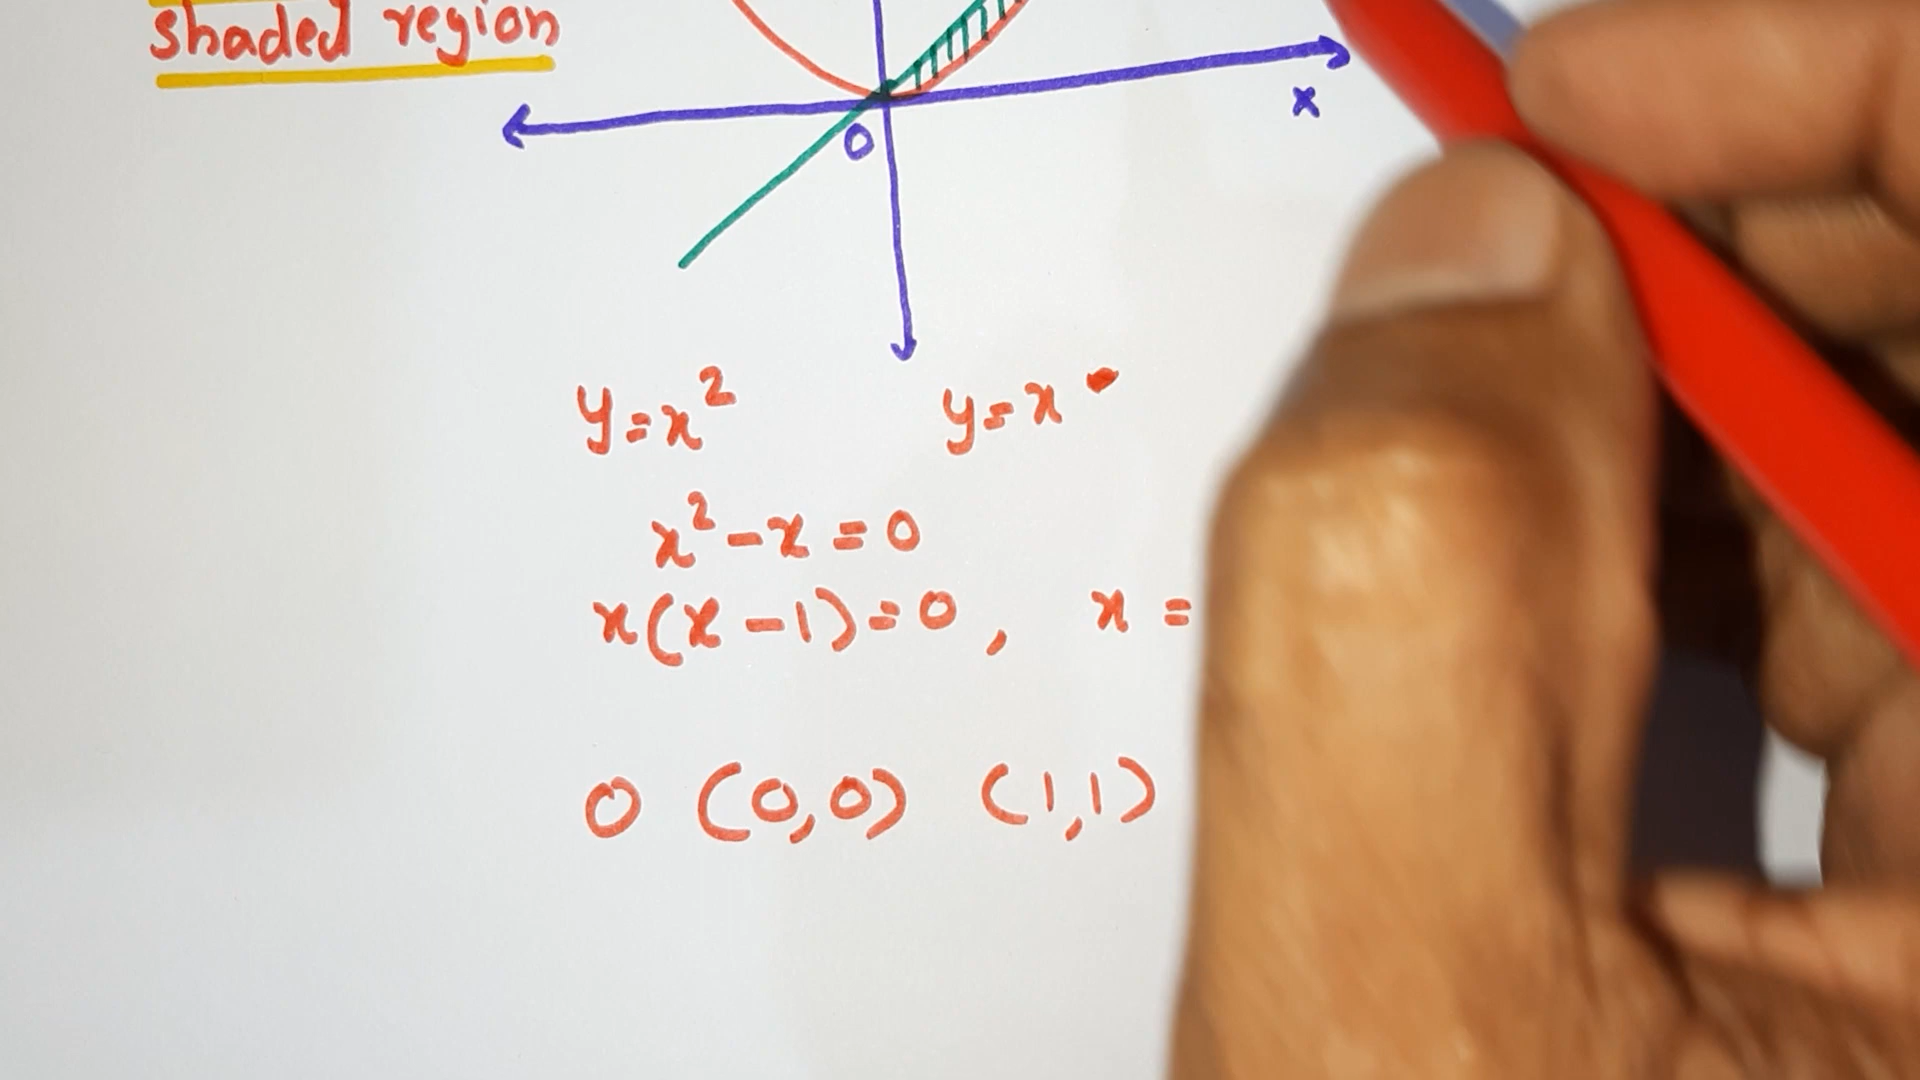 shaded region
x
0
y=x² y=x
x²-x=0
x(x-1)=0, x=
0 (0,0) (1,1)